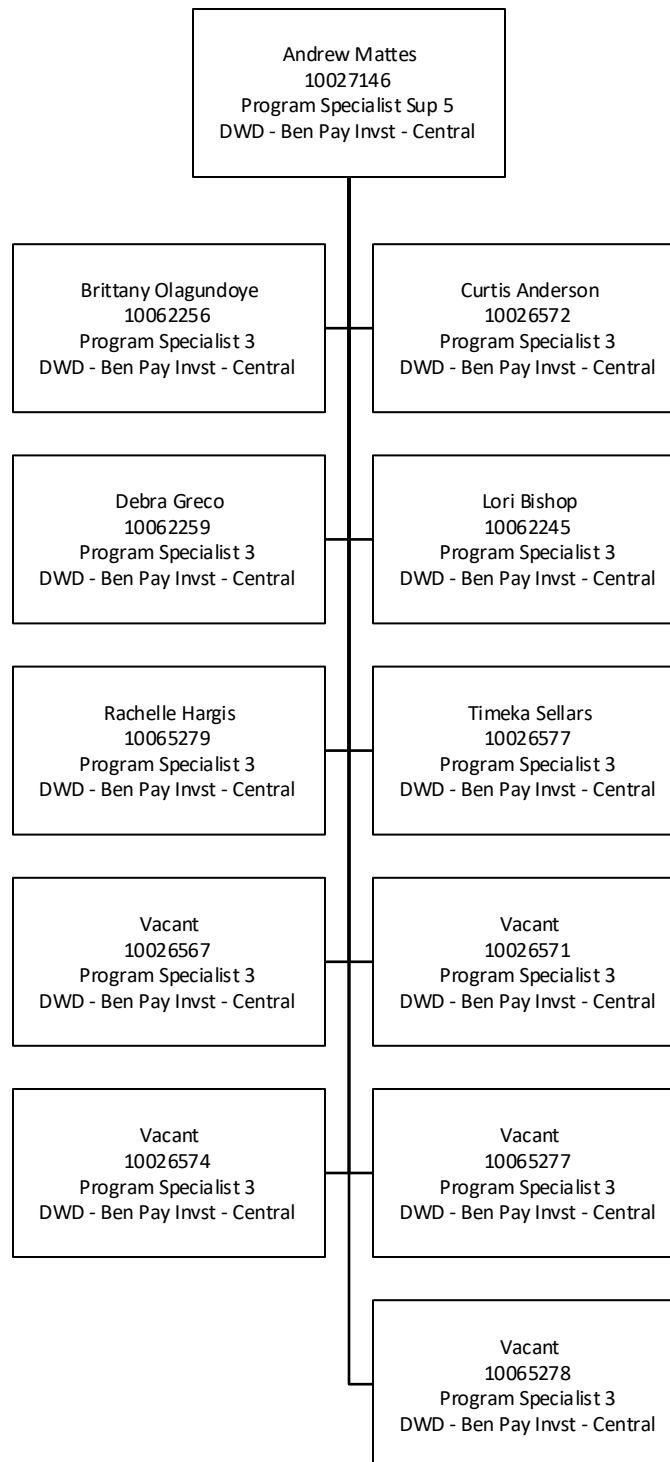 Andrew Mattes
10027146
Program Specialist Sup 5
DWD - Ben Pay Invst - Central
Brittany Olagundoye
10062256
Program Specialist 3
DWD - Ben Pay Invst - Central
Curtis Anderson
10026572
Program Specialist 3
DWD - Ben Pay Invst - Central
Debra Greco
10062259
Program Specialist 3
DWD - Ben Pay Invst - Central
Lori Bishop
10062245
Program Specialist 3
DWD - Ben Pay Invst - Central
Rachelle Hargis
10065279
Program Specialist 3
DWD - Ben Pay Invst - Central
Timeka Sellars
10026577
Program Specialist 3
DWD - Ben Pay Invst - Central
Vacant
10026567
Program Specialist 3
DWD - Ben Pay Invst - Central
Vacant
10026571
Program Specialist 3
DWD - Ben Pay Invst - Central
Vacant
10026574
Program Specialist 3
DWD - Ben Pay Invst - Central
Vacant
10065277
Program Specialist 3
DWD - Ben Pay Invst - Central
Vacant
10065278
Program Specialist 3
DWD - Ben Pay Invst - Central